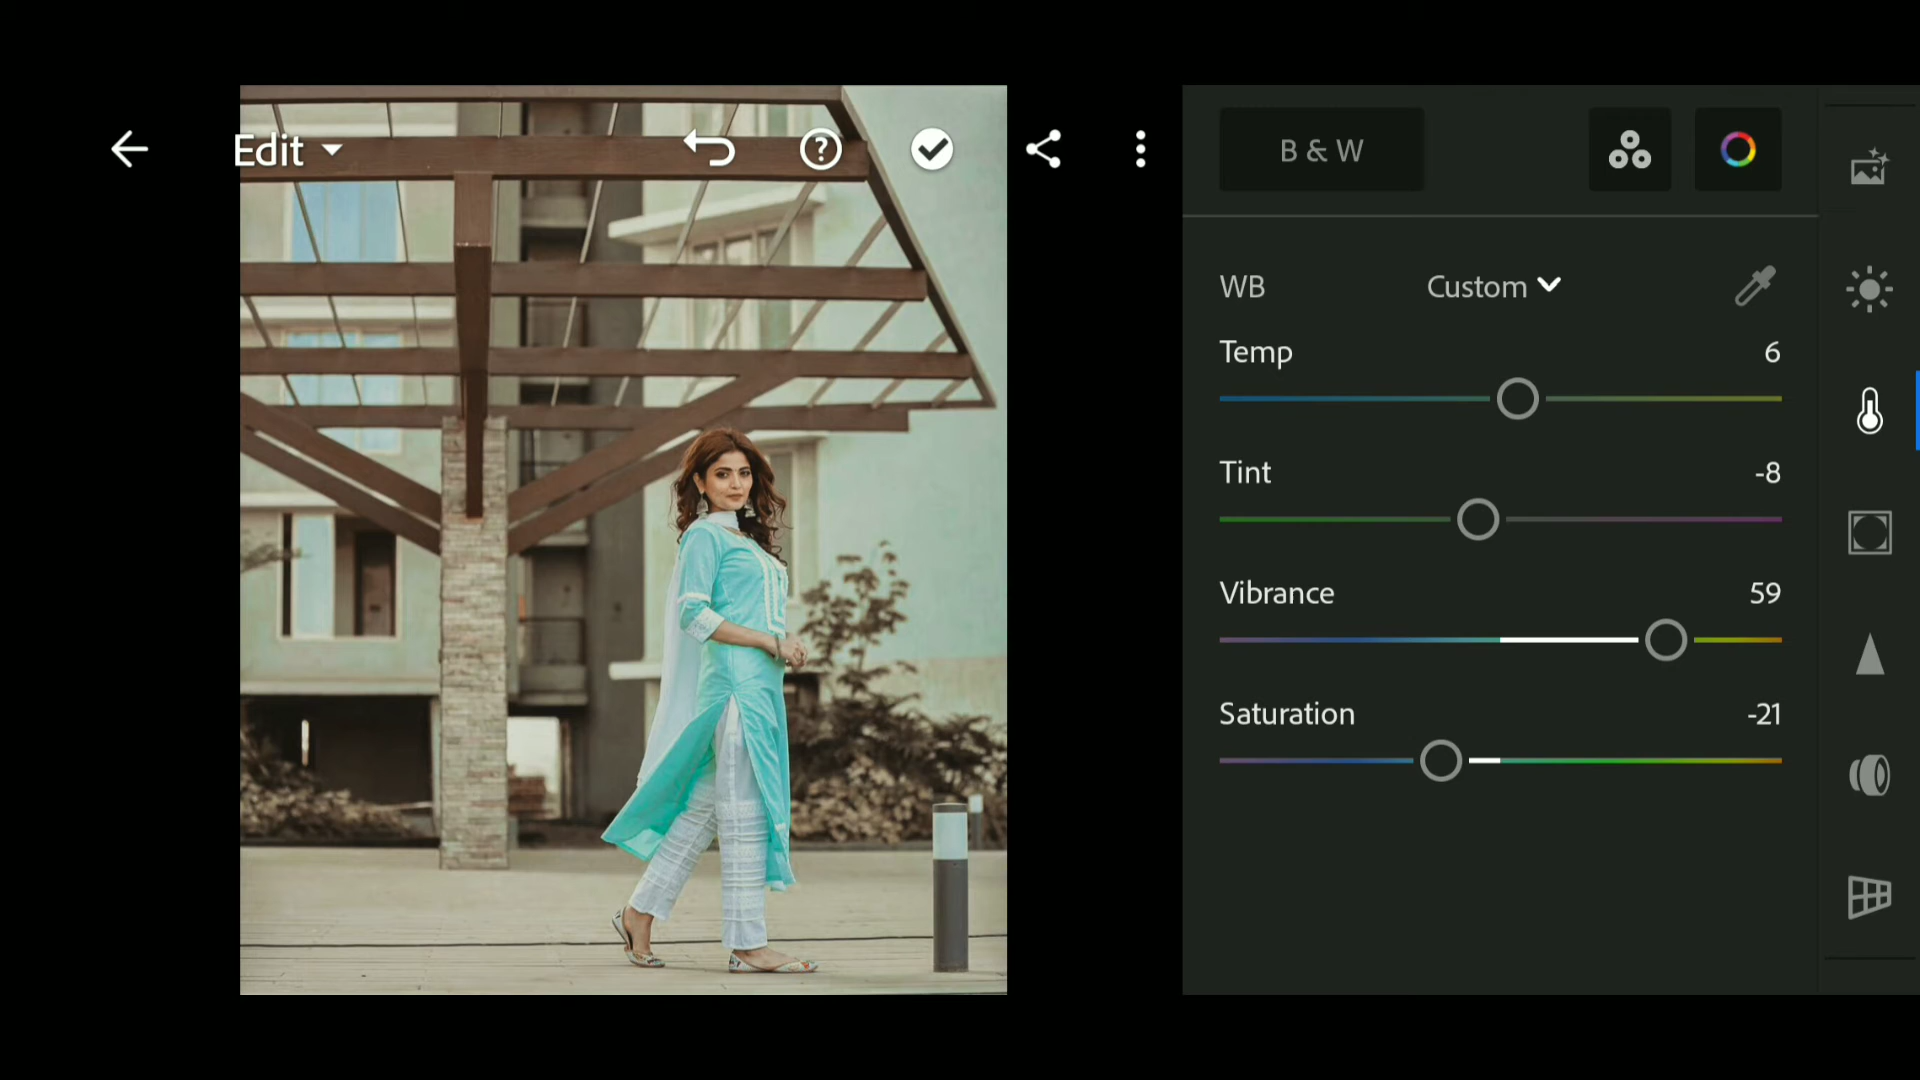 Edit
B & W
WB Custom
Temp 6
Tint -8
Vibrance 59
Saturation -21